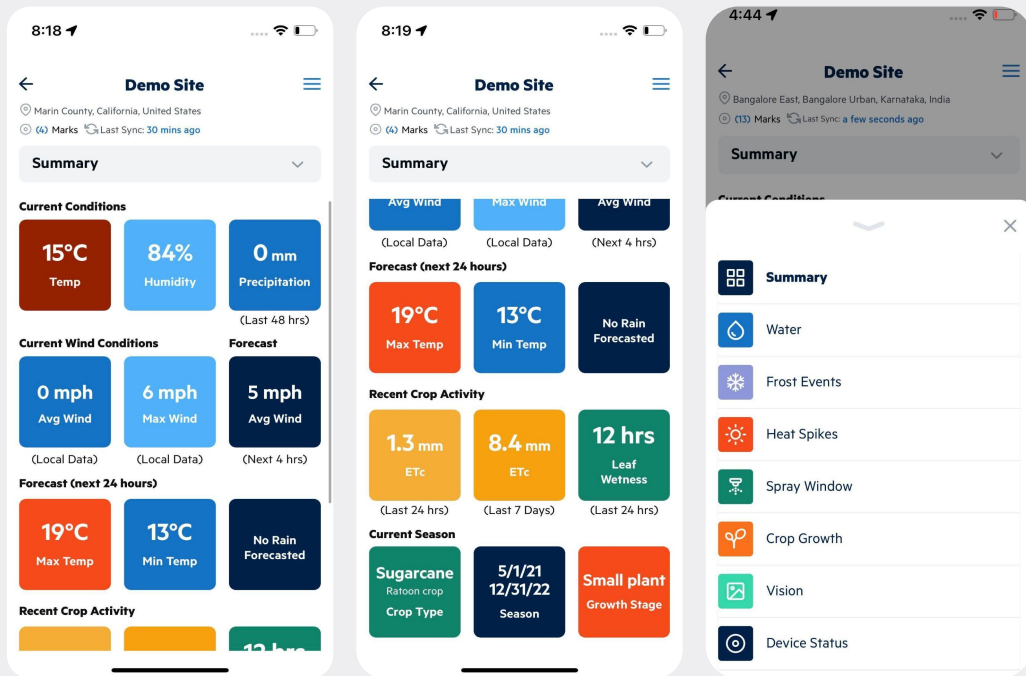 8:18
Demo Site
Marin County, California, United States
(4) Marks Last Sync: 30 mins ago
Summary
Current Conditions
15°C
Temp
84%
Humidity
0 mm
Precipitation
(Last 48 hrs)
Current Wind Conditions
Forecast
0 mph
Avg Wind
6 mph
Max Wind
5 mph
Avg Wind
(Local Data)
(Local Data)
(Next 4 hrs)
Forecast (next 24 hours)
19°C
Max Temp
13°C
Min Temp
No Rain
Forecasted
Recent Crop Activity
12 hrs
8:19
Demo Site
Marin County, California, United States
(4) Marks Last Sync: 30 mins ago
Summary
Avg Wind
Max Wind
Avg Wind
(Local Data)
(Local Data)
(Next 4 hrs)
Forecast (next 24 hours)
19°C
Max Temp
13°C
Min Temp
No Rain
Forecasted
Recent Crop Activity
1.3 mm
ETc
8.4 mm
ETc
12 hrs
Leaf
Wetness
(Last 24 hrs)
(Last 7 Days)
(Last 24 hrs)
Current Season
Sugarcane
Ratoon crop
Crop Type
5/1/21
12/31/22
Season
Small plant
Growth Stage
4:44
Demo Site
Bangalore East, Bangalore Urban, Karnataka, India
(13) Marks Last Sync: a few seconds ago
Summary
Current Conditions
Summary
Water
Frost Events
Heat Spikes
Spray Window
Crop Growth
Vision
Device Status